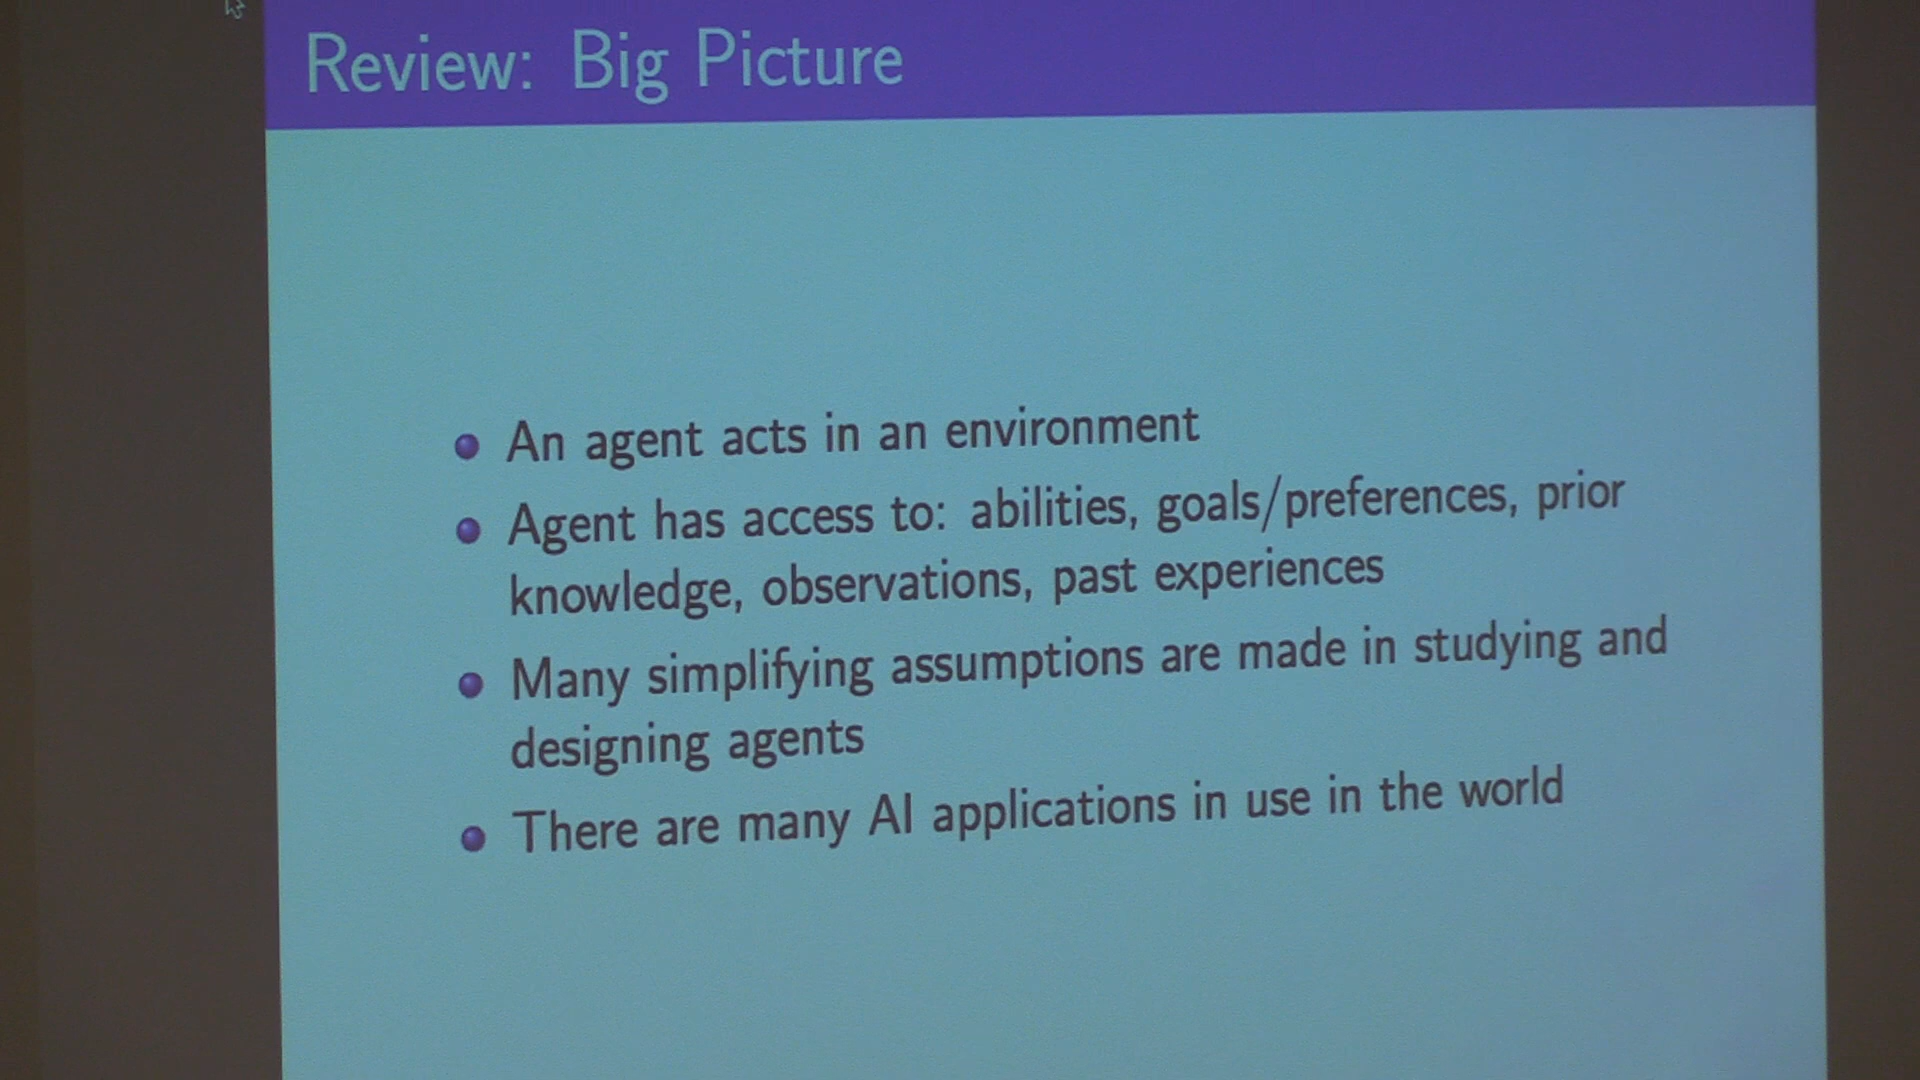 Review: Big Picture
An agent acts in an environment
Agent has access to: abilities, goals/preferences, prior
knowledge, observations, past experiences
Many simplifying assumptions are made in studying and
designing agents
There are many AI applications in use in the world